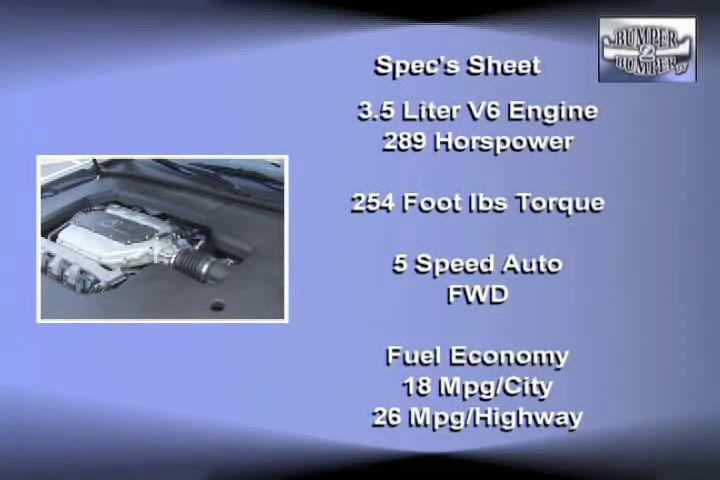 BUMPER
2
BUMPER TV
Spec's Sheet
3.5 Liter V6 Engine
289 Horspower
254 Foot lbs Torque
5 Speed Auto
FWD
Fuel Economy
18 Mpg/City
26 Mpg/Highway